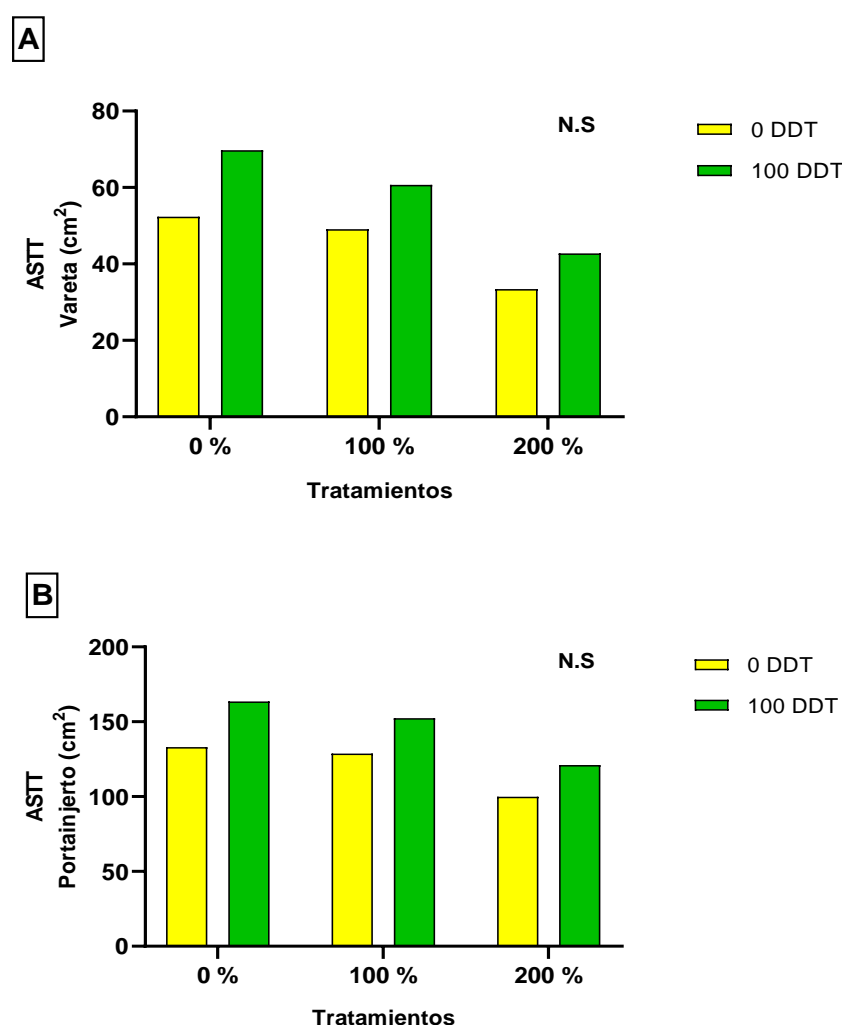 A
80
60
40
20
0
ASTT
Vareta (cm²)
N.S
0 DDT
100 DDT
0 %
100 %
200 %
Tratamientos
B
200
150
100
50
0
ASTT
Portainjerto (cm²)
N.S
0 DDT
100 DDT
0 %
100 %
200 %
Tratamientos